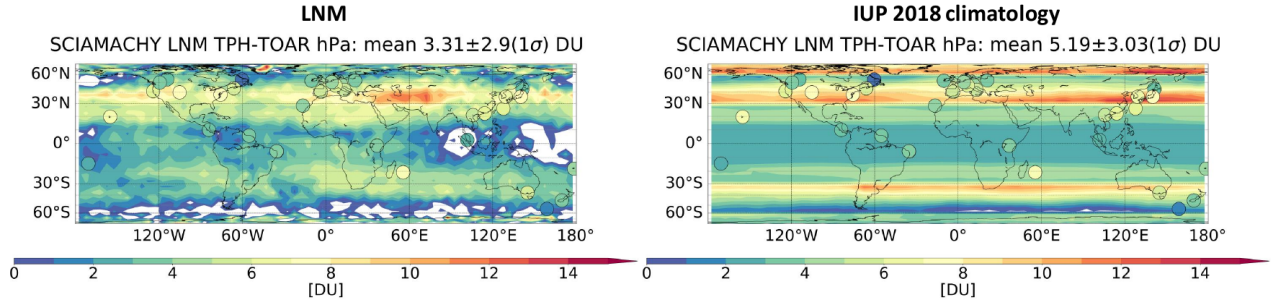 LNM
SCIAMACHY LNM TPH-TOAR hPa: mean 3.31±2.9(1σ) DU
60°N
30°N
0°
30°S
60°S
120°W 60°W 0° 60°E 120°E 180°
0 2 4 6 8 10 12 14
[DU]
IUP 2018 climatology
SCIAMACHY LNM TPH-TOAR hPa: mean 5.19±3.03(1σ) DU
60°N
30°N
0°
30°S
60°S
120°W 60°W 0° 60°E 120°E 180°
0 2 4 6 8 10 12 14
[DU]